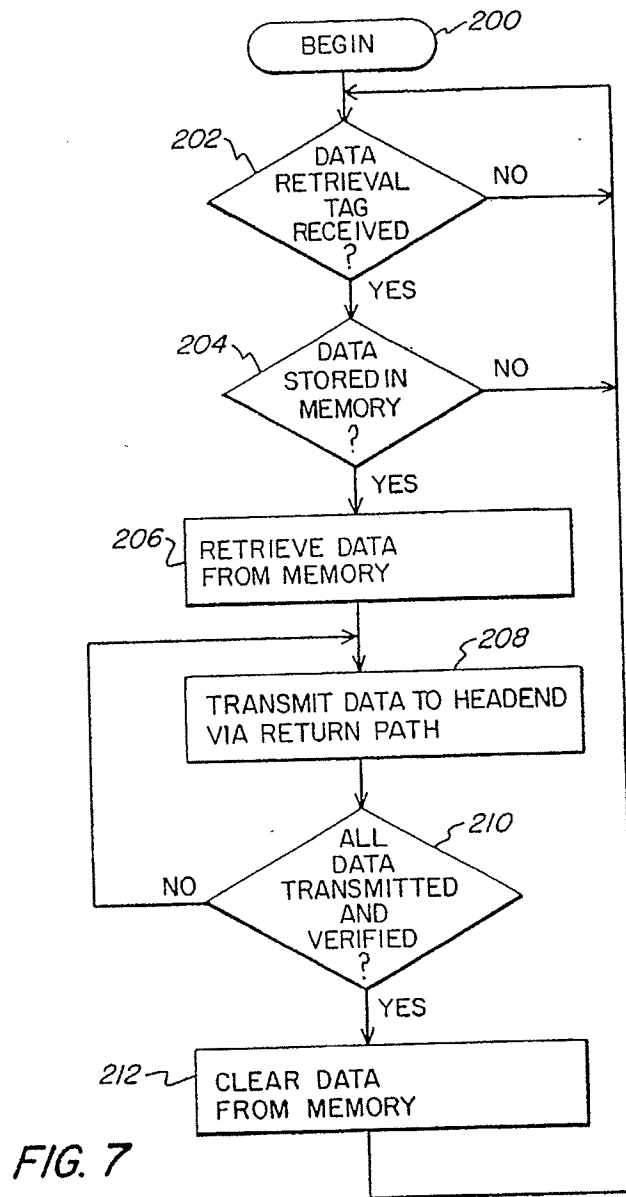 BEGIN
200
202
DATA
RETRIEVAL
TAG
RECEIVED
?
NO
YES
204
DATA
STORED IN
MEMORY
?
NO
YES
206
RETRIEVE DATA
FROM MEMORY
208
TRANSMIT DATA TO HEADEND
VIA RETURN PATH
210
ALL
DATA
TRANSMITTED
AND
VERIFIED
?
NO
YES
212
CLEAR DATA
FROM MEMORY
FIG. 7